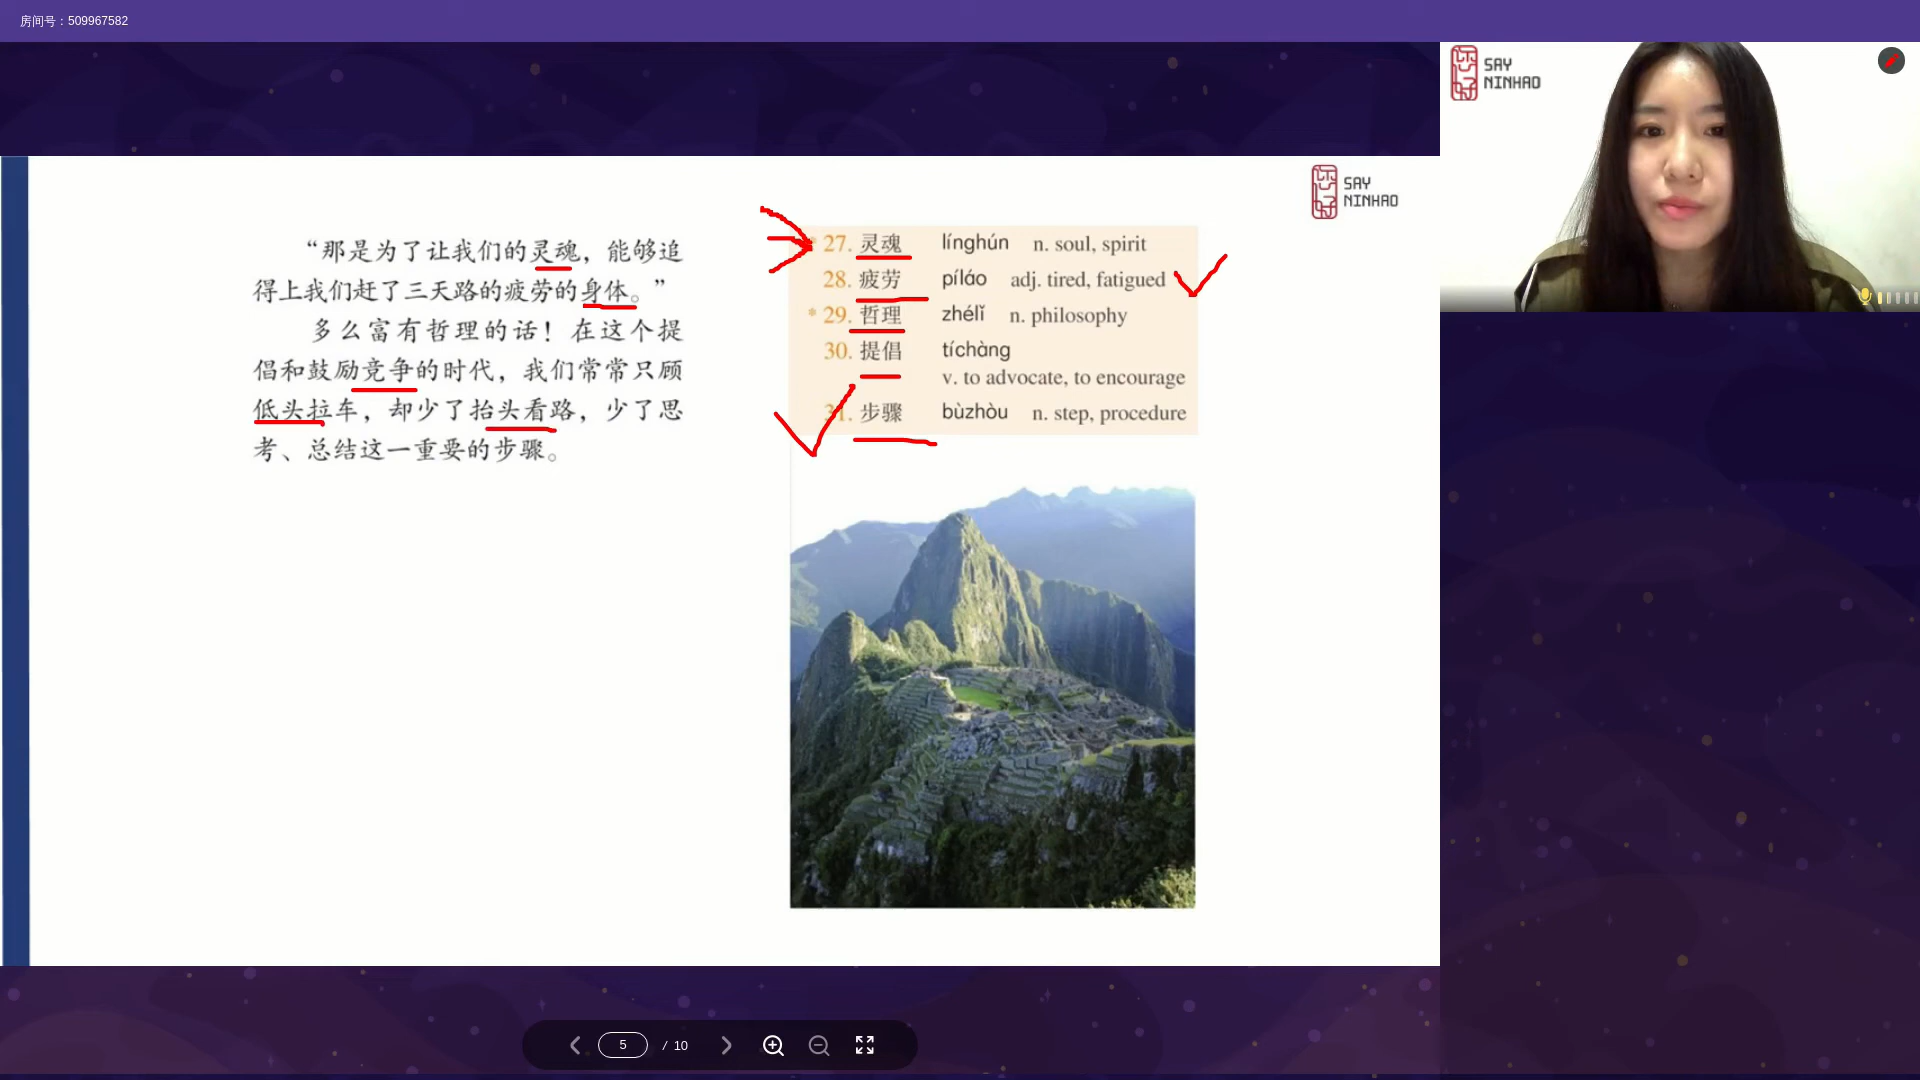 房间号：509967582
SAY
NINHAO
SAY
NINHAO
“那是为了让我们的灵魂，能够追
得上我们赶了三天路的疲劳的身体。”
多么富有哲理的话！在这个提
倡和鼓励竞争的时代，我们常常只顾
低头拉车，却少了抬头看路，少了思
考、总结这一重要的步骤。
* 27. 灵魂 línghún n. soul, spirit
28. 疲劳 píláo adj. tired, fatigued
* 29. 哲理 zhélǐ n. philosophy
30. 提倡 tíchàng
v. to advocate, to encourage
31. 步骤 bùzhòu n. step, procedure
5 / 10